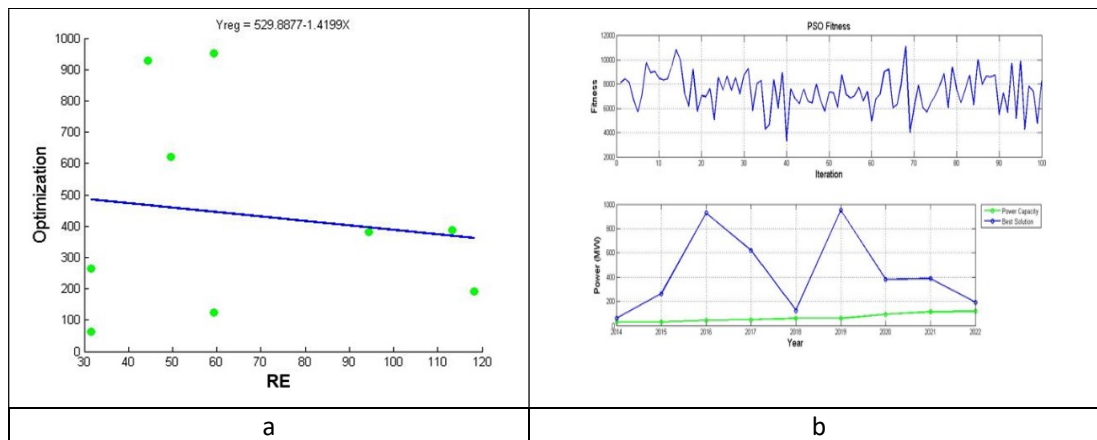 Yreg = 529.8877-1.4199X
1000
900
800
700
600
500
400
300
200
100
0
Optimization
30 40 50 60 70 80 90 100 110 120
RE
PSO Fitness
12000
10000
8000
6000
4000
2000
Fitness
0 10 20 30 40 50 60 70 80 90 100
Iteration
1000
800
600
400
200
0
Power (MW)
2014 2015 2016 2017 2018 2019 2020 2021 2022
Year
Power Capacity
Best Solution
a b